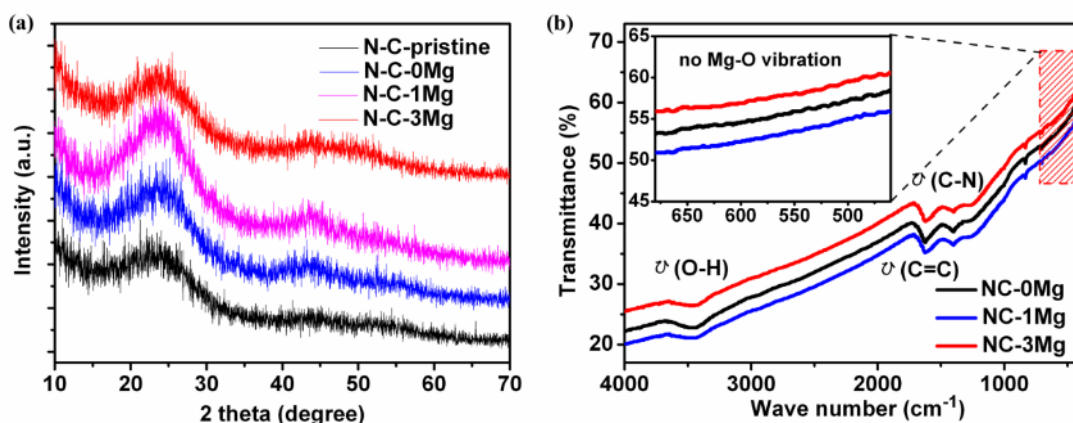 (a)
N-C-pristine
N-C-0Mg
N-C-1Mg
N-C-3Mg
Intensity (a.u.)
10 20 30 40 50 60 70
2 theta (degree)
(b)
70
60
50
40
30
20
Transmittance (%)
65
60
55
50
45
no Mg-O vibration
650 600 550 500
υ (O-H)
υ (C-N)
υ (C=C)
NC-0Mg
NC-1Mg
NC-3Mg
4000 3000 2000 1000
Wave number (cm⁻¹)